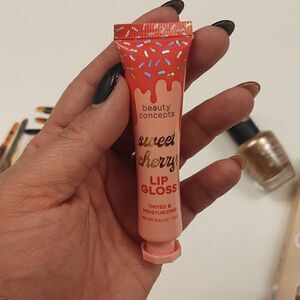 beauty
concepts
sweet
cherry
LIP
GLOSS
TINTED &
MOISTURIZING